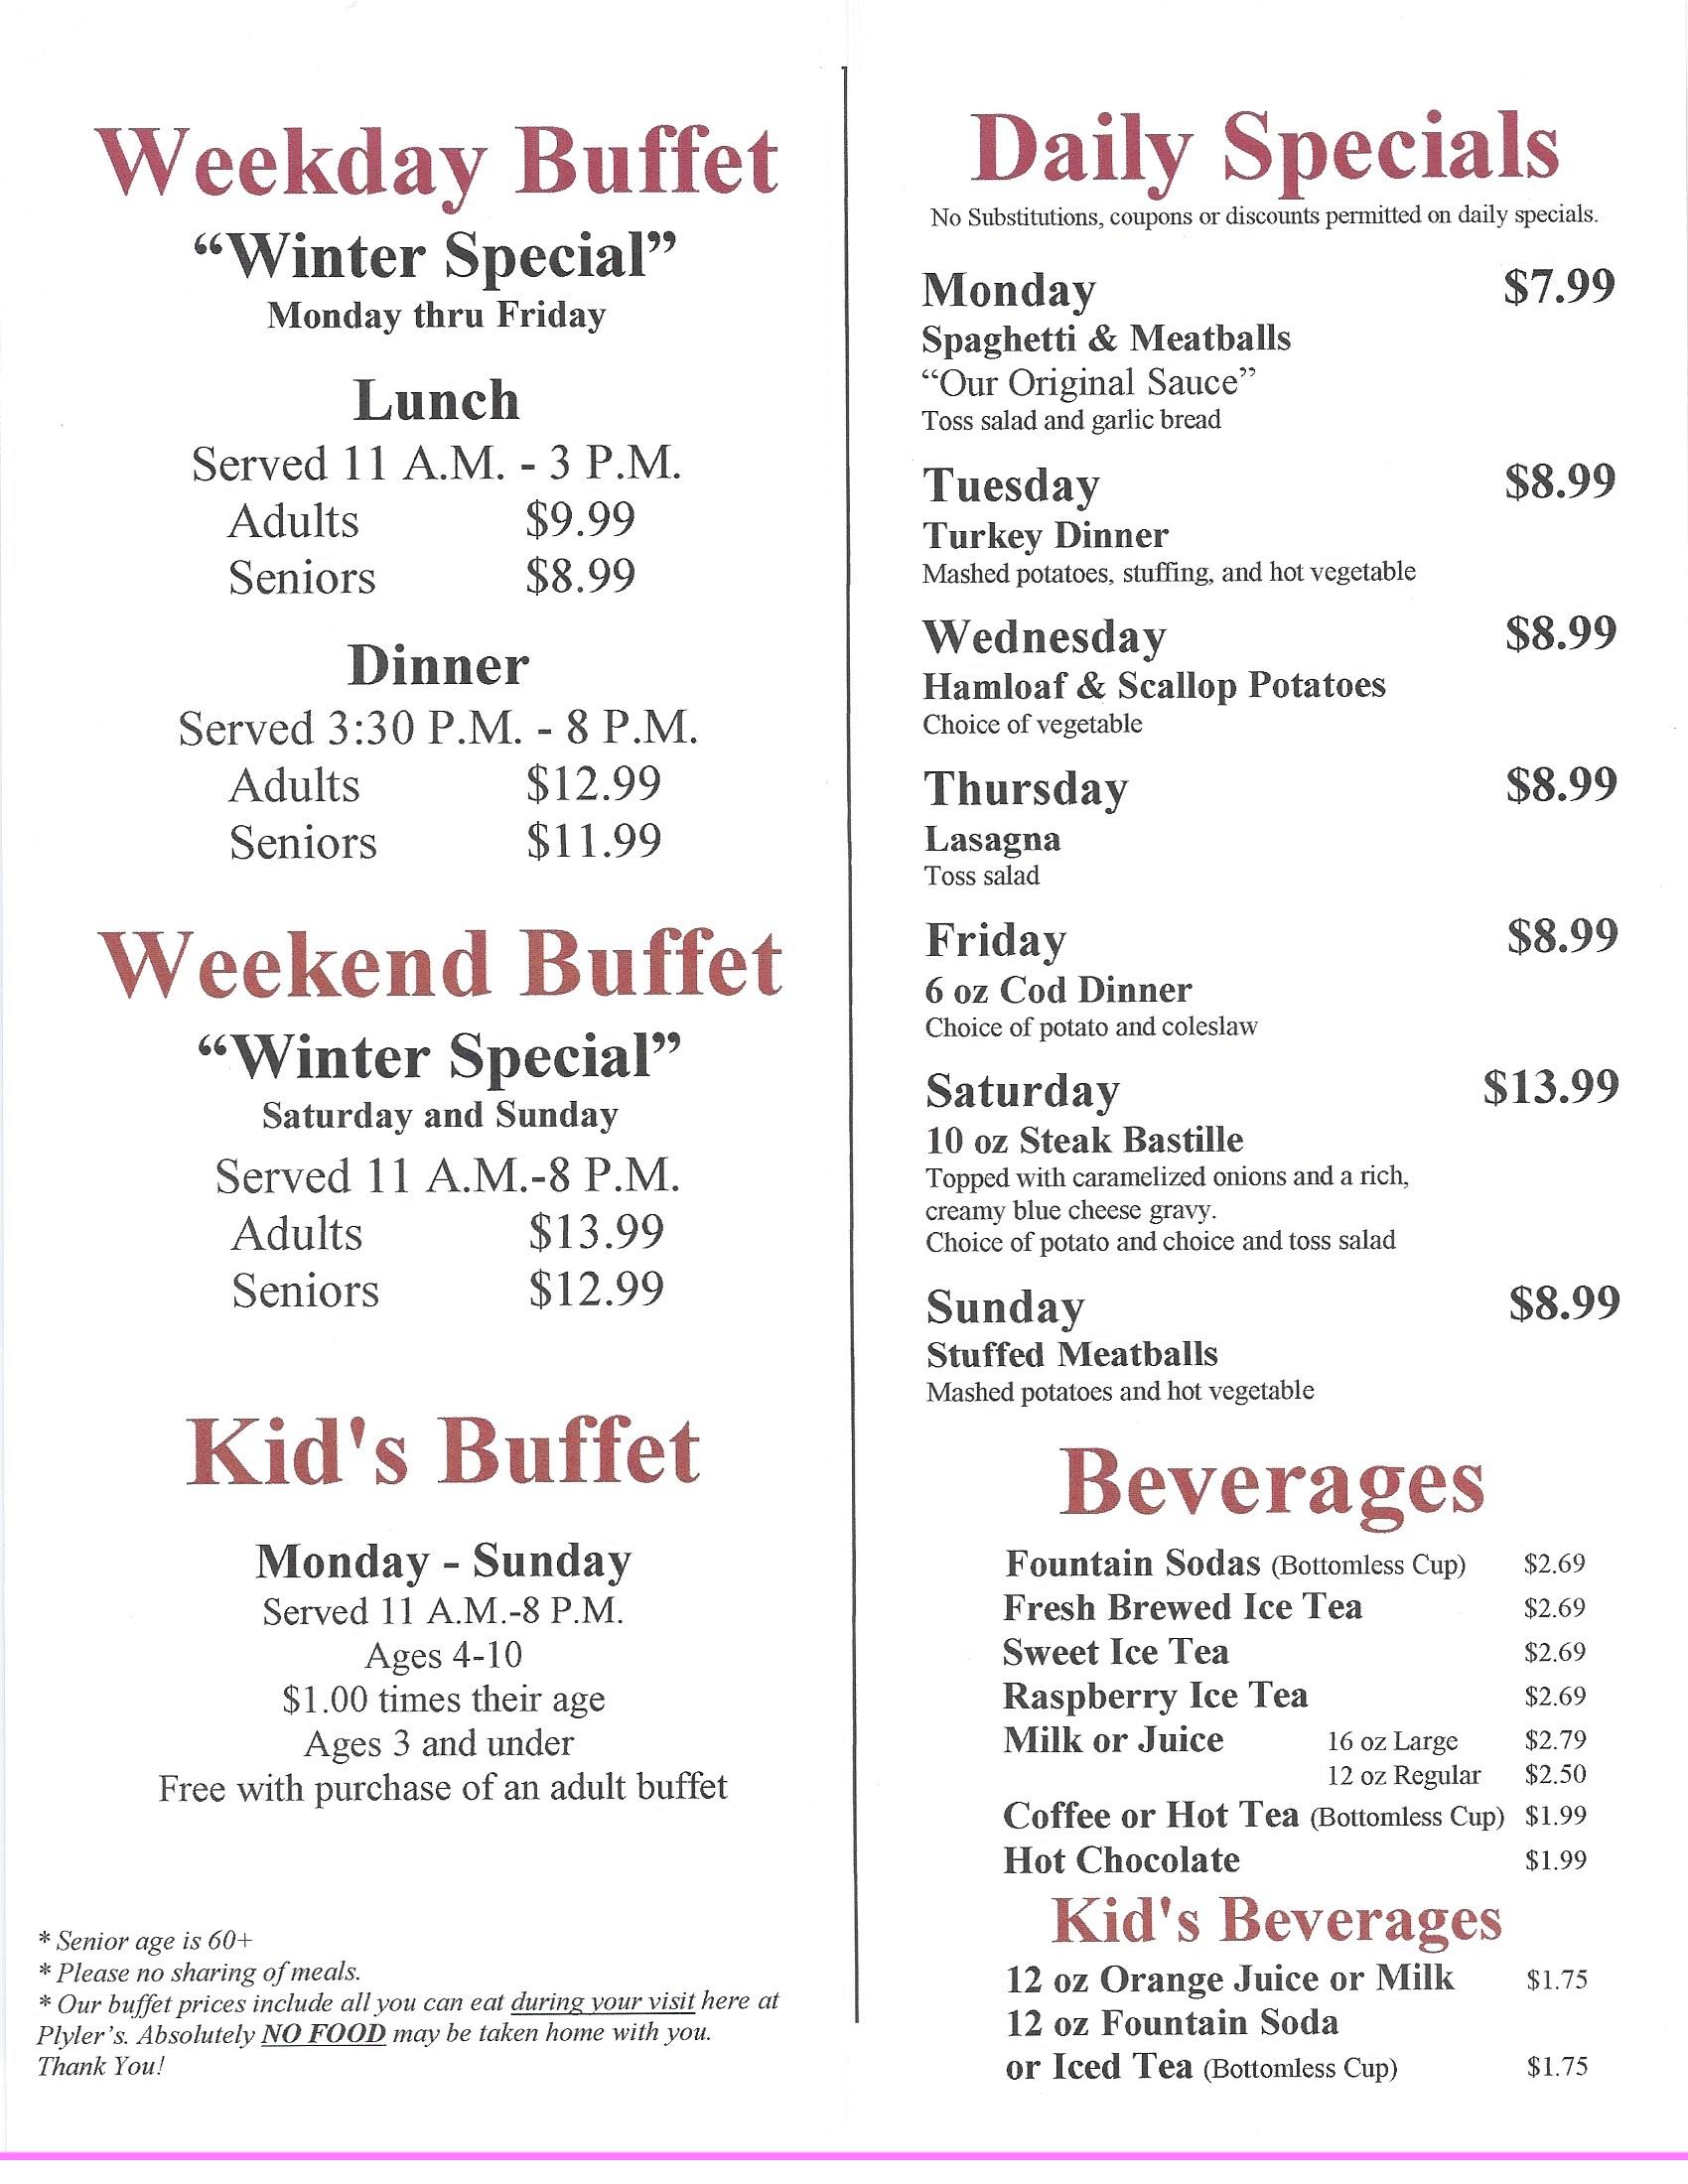 Weekday Buffet
“Winter Special”
Monday thru Friday
Lunch
Served 11 A.M. - 3 P.M.
Adults $9.99
Seniors $8.99
Dinner
Served 3:30 P.M. - 8 P.M.
Adults $12.99
Seniors $11.99
Weekend Buffet
“Winter Special”
Saturday and Sunday
Served 11 A.M.-8 P.M.
Adults $13.99
Seniors $12.99
Kid's Buffet
Monday - Sunday
Served 11 A.M.-8 P.M.
Ages 4-10
$1.00 times their age
Ages 3 and under
Free with purchase of an adult buffet
* Senior age is 60+
* Please no sharing of meals.
* Our buffet prices include all you can eat during your visit here at
Plyler's. Absolutely NO FOOD may be taken home with you.
Thank You!
Daily Specials
No Substitutions, coupons or discounts permitted on daily specials.
Monday $7.99
Spaghetti & Meatballs
“Our Original Sauce”
Toss salad and garlic bread
Tuesday $8.99
Turkey Dinner
Mashed potatoes, stuffing, and hot vegetable
Wednesday $8.99
Hamloaf & Scallop Potatoes
Choice of vegetable
Thursday $8.99
Lasagna
Toss salad
Friday $8.99
6 oz Cod Dinner
Choice of potato and coleslaw
Saturday $13.99
10 oz Steak Bastille
Topped with caramelized onions and a rich,
creamy blue cheese gravy.
Choice of potato and choice and toss salad
Sunday $8.99
Stuffed Meatballs
Mashed potatoes and hot vegetable
Beverages
Fountain Sodas (Bottomless Cup) $2.69
Fresh Brewed Ice Tea $2.69
Sweet Ice Tea $2.69
Raspberry Ice Tea $2.69
Milk or Juice 16 oz Large $2.79
12 oz Regular $2.50
Coffee or Hot Tea (Bottomless Cup) $1.99
Hot Chocolate $1.99
Kid's Beverages
12 oz Orange Juice or Milk $1.75
12 oz Fountain Soda
or Iced Tea (Bottomless Cup) $1.75